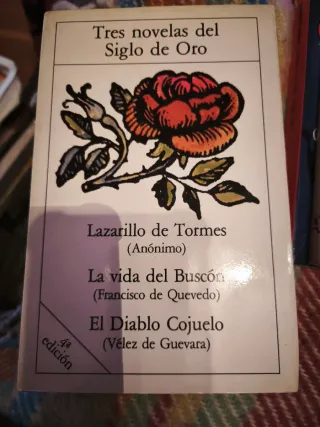 Tres novelas del
Siglo de Oro
Lazarillo de Tormes
(Anónimo)
La vida del Buscón
(Francisco de Quevedo)
El Diablo Cojuelo
(Vélez de Guevara)
4ª
edición